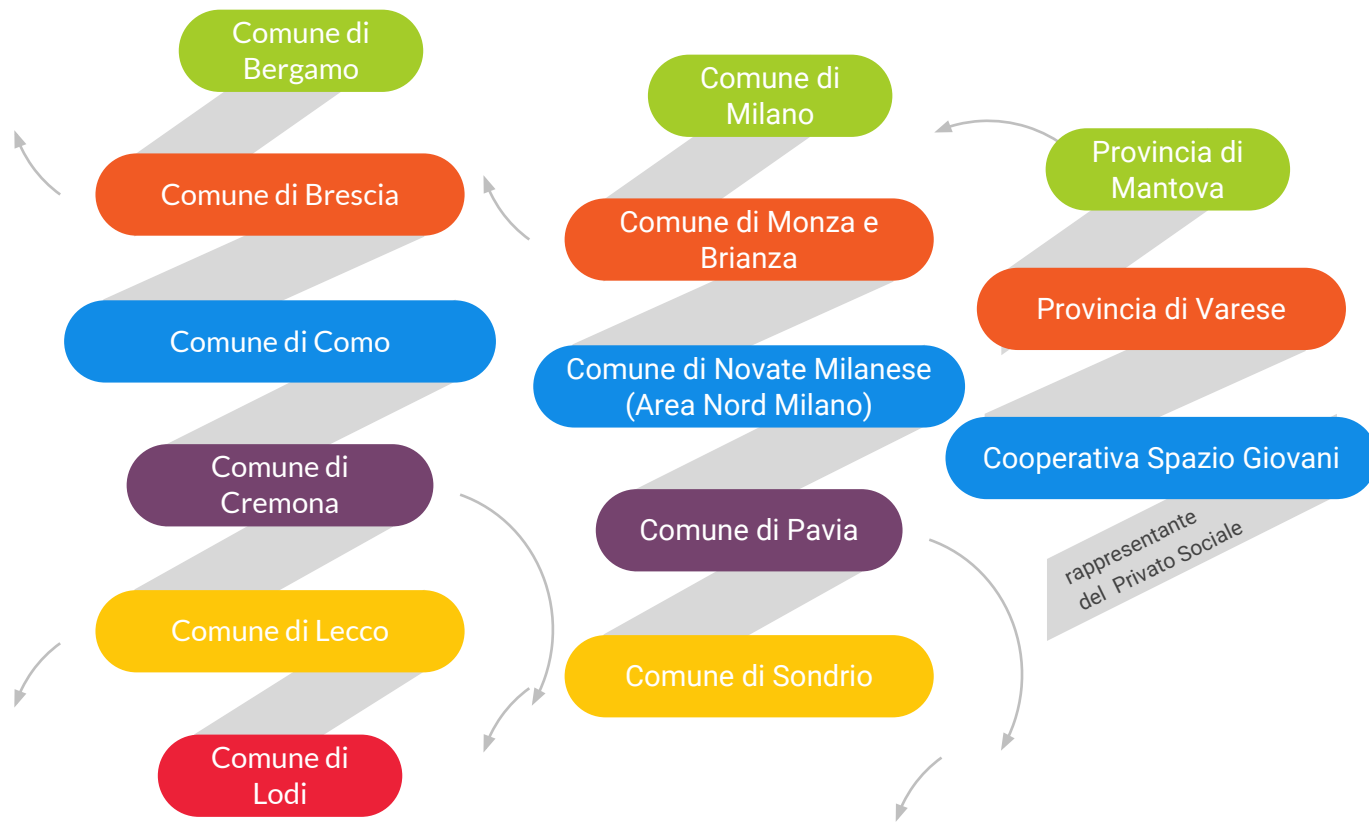 Comune di
Bergamo
Comune di Brescia
Comune di Como
Comune di
Cremona
Comune di Lecco
Comune di
Lodi
Comune di
Milano
Comune di Monza e
Brianza
Comune di Novate Milanese
(Area Nord Milano)
Comune di Pavia
Comune di Sondrio
Provincia di
Mantova
Provincia di Varese
Cooperativa Spazio Giovani
rappresentante
del Privato Sociale